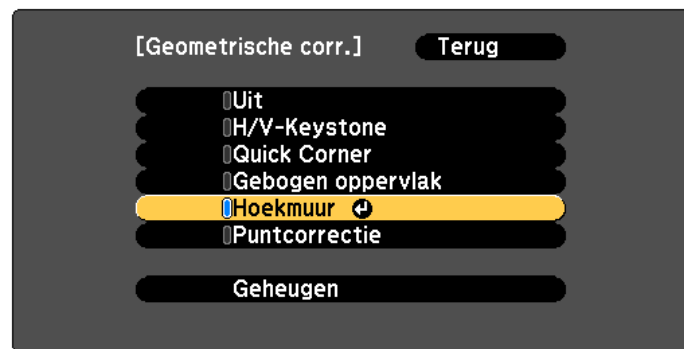 [Geometrische corr.] Terug
Uit
H/V-Keystone
Quick Corner
Gebogen oppervlak
Hoekmuur
Puntcorrectie
Geheugen